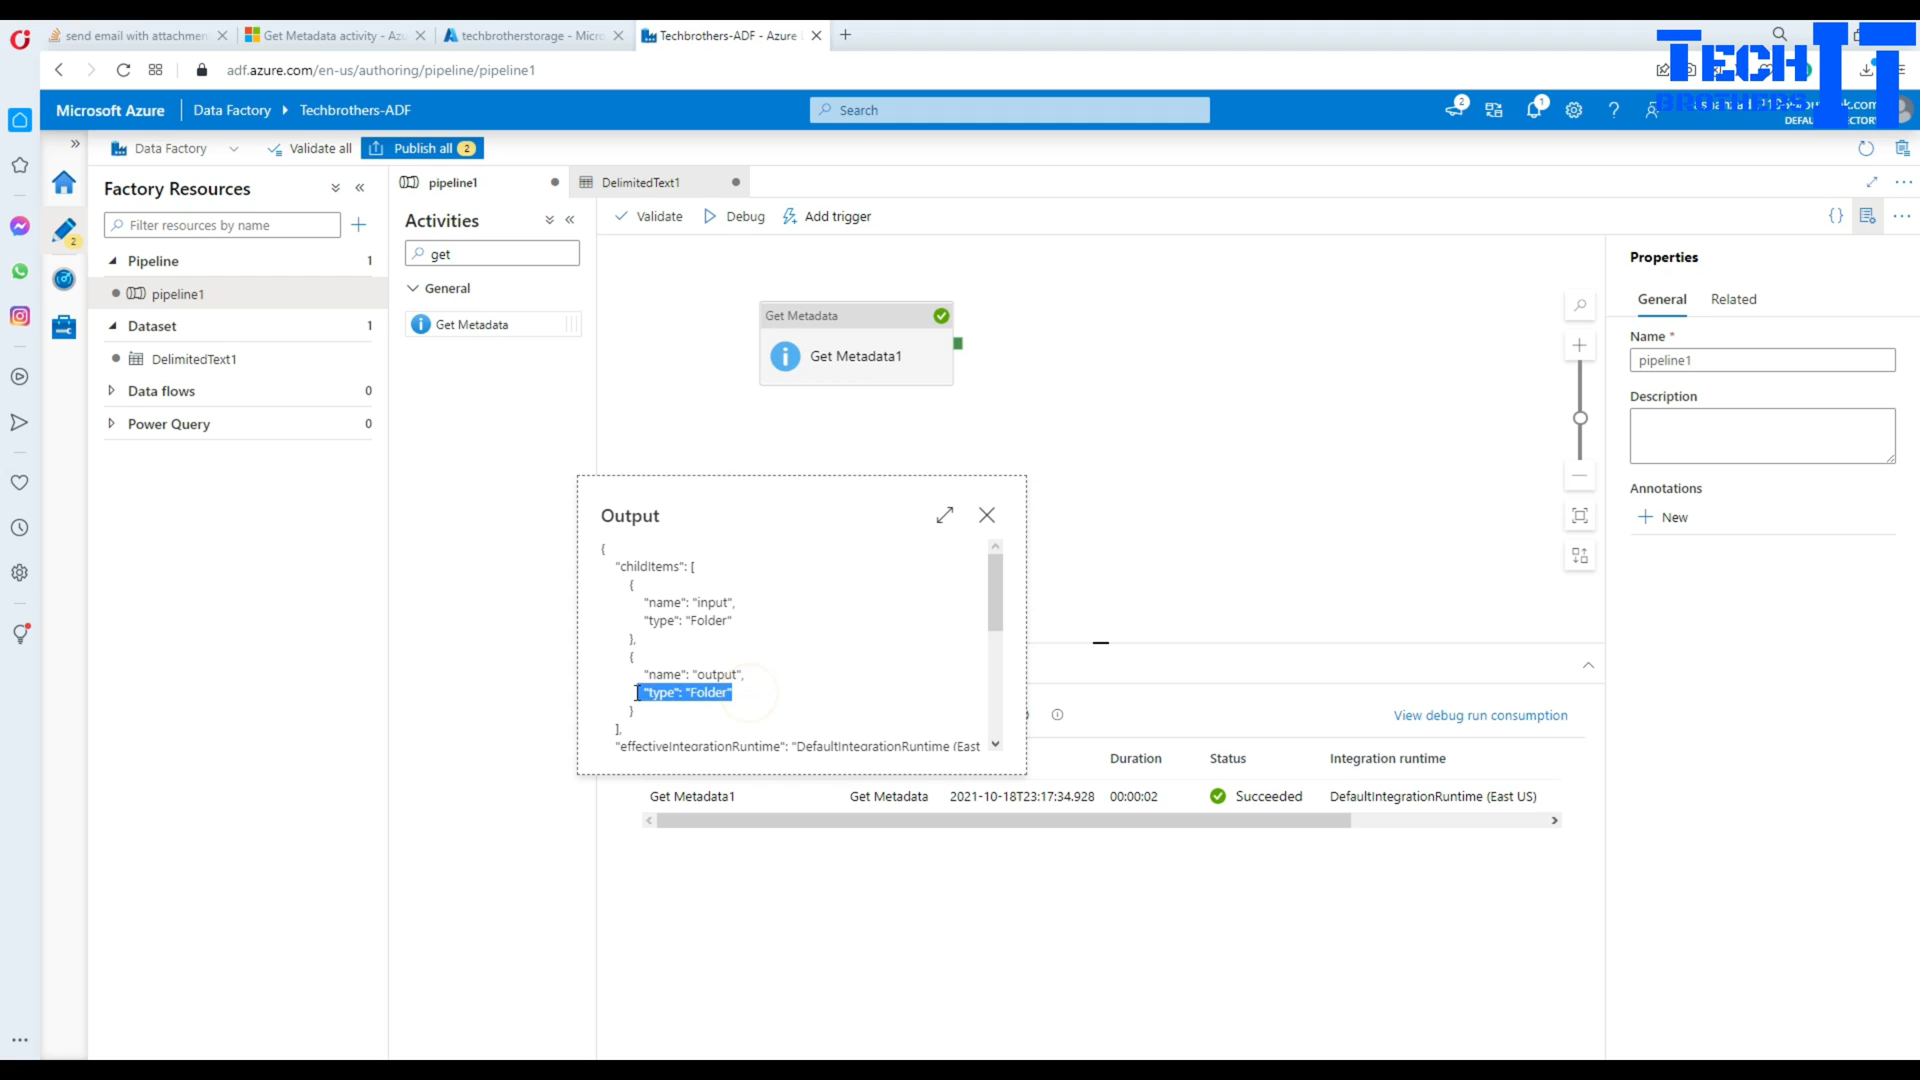 send email with attachmen
Get Metadata activity - Azu
techbrotherstorage - Micro
Techbrothers-ADF - Azure
adf.azure.com/en-us/authoring/pipeline/pipeline1
TECH IT
BROTHERS
Microsoft Azure
Data Factory
Techbrothers-ADF
Search
2
1
Data Factory
Validate all
Publish all
2
Factory Resources
pipeline1
DelimitedText1
Filter resources by name
Activities
Validate
Debug
Add trigger
2
get
Pipeline
1
General
pipeline1
Get Metadata
Dataset
1
DelimitedText1
Data flows
0
Power Query
0
Get Metadata
Get Metadata1
Properties
General
Related
Name *
pipeline1
Description
Annotations
New
Output
{
"childItems": [
{
"name": "input",
"type": "Folder"
},
{
"name": "output",
"type": "Folder"
}
],
"effectiveIntegrationRuntime": "DefaultIntegrationRuntime (East
View debug run consumption
Duration
Status
Integration runtime
Get Metadata1
Get Metadata
2021-10-18T23:17:34.928
00:00:02
Succeeded
DefaultIntegrationRuntime (East US)